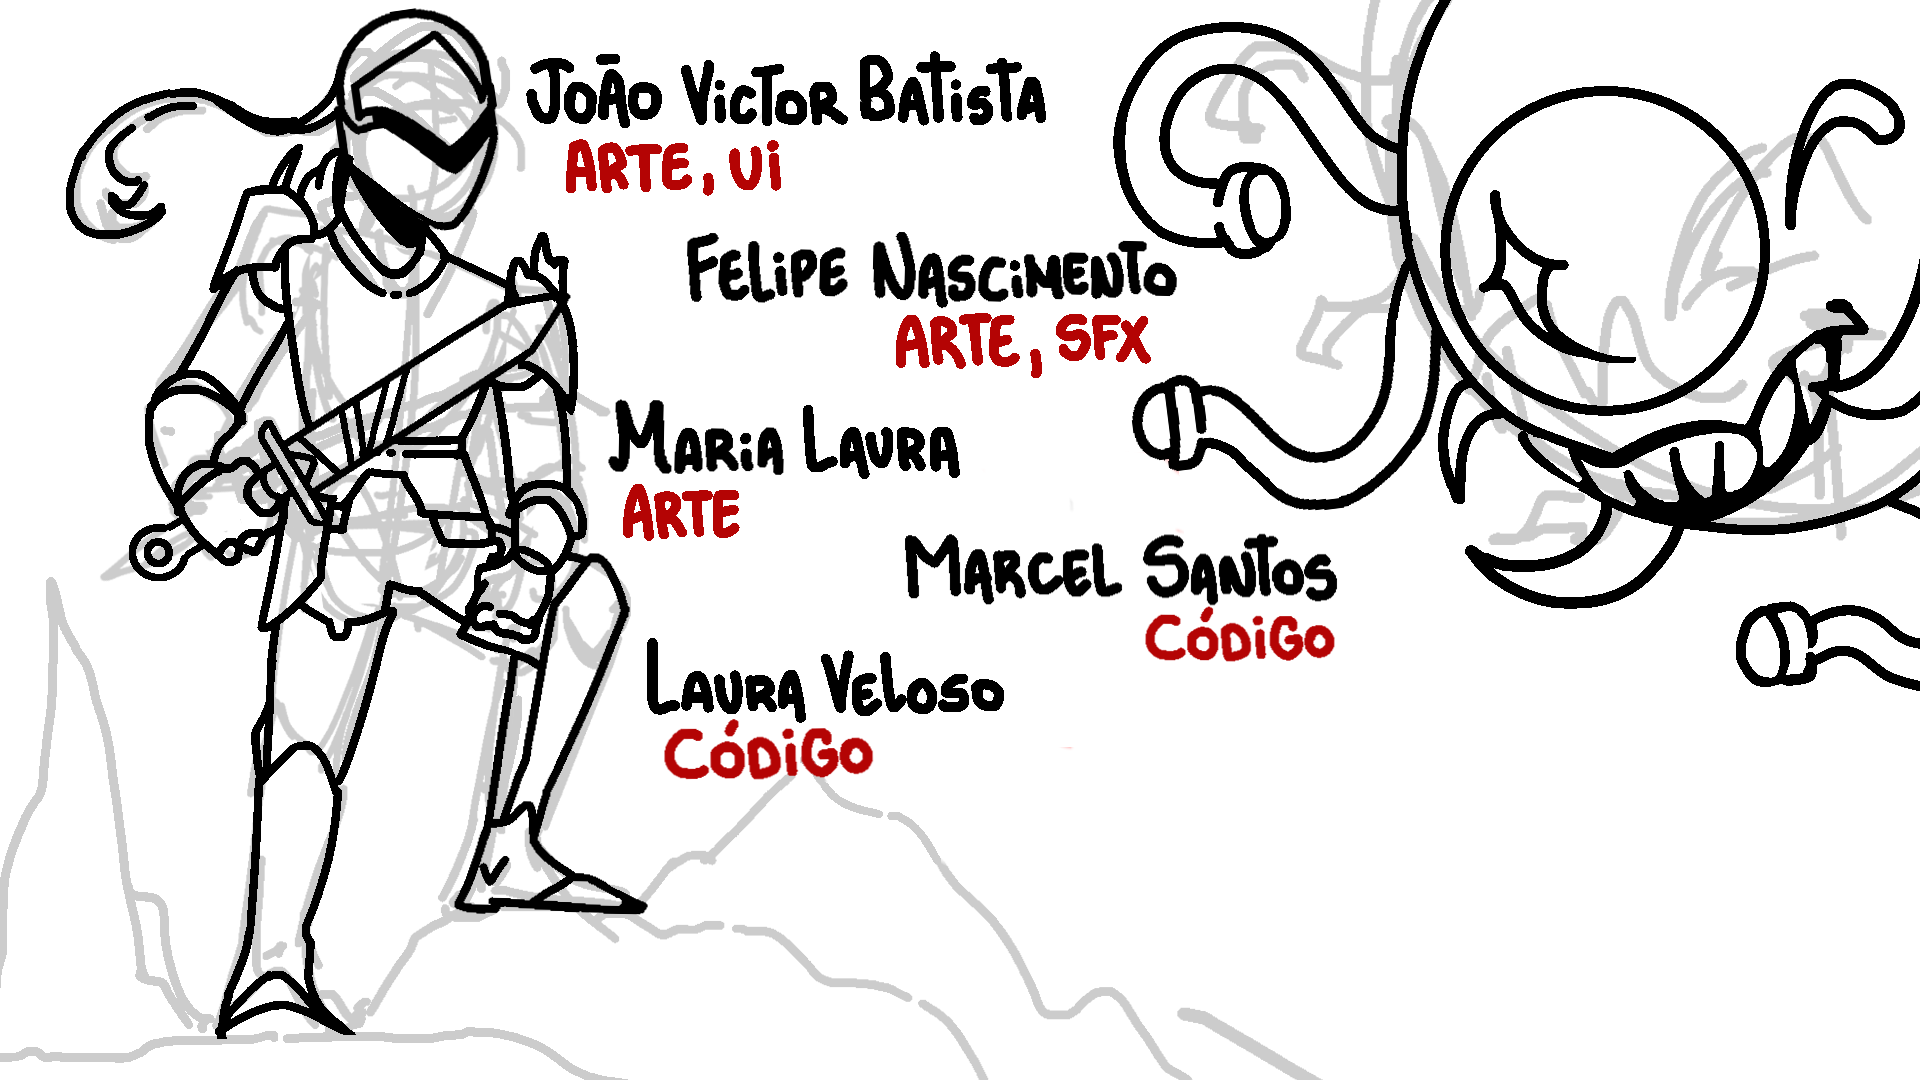 João Victor Batista
ARTE, Ui
Felipe Nascimento
ARTE, SFX
Maria Laura
ARTE
Marcel Santos
CÓDiGO
Laura Veloso
CÓDiGO